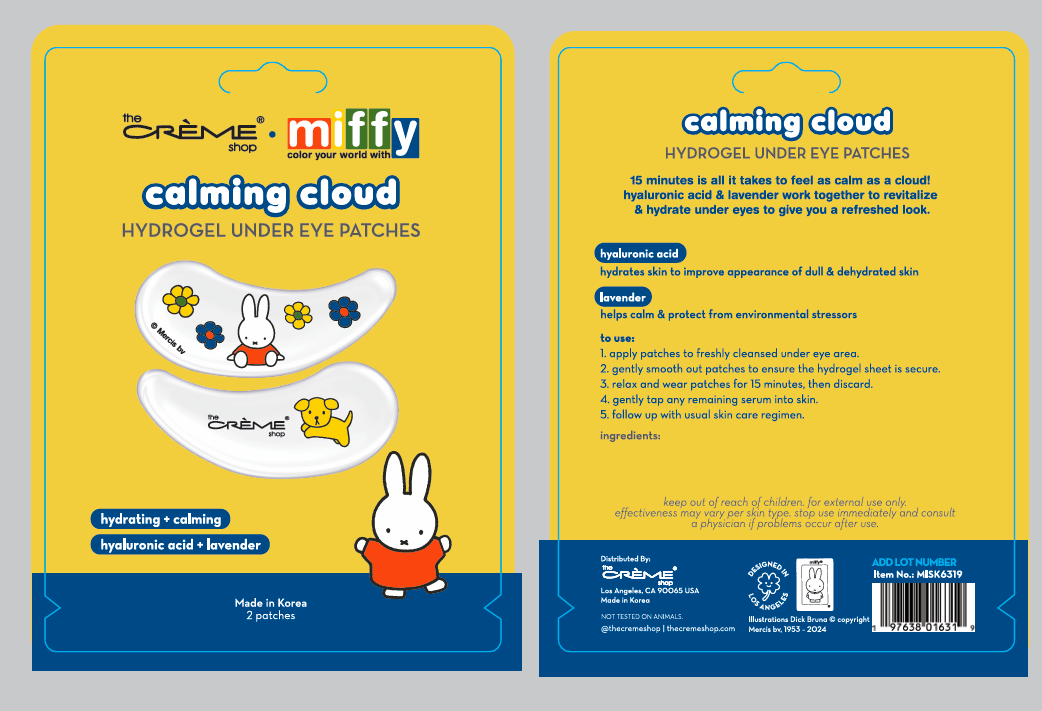 the
CRÈME®
shop
miffy
color your world with
calming cloud
HYDROGEL UNDER EYE PATCHES
© Mercis bv
the
CRÈME®
shop
hydrating + calming
hyaluronic acid + lavender
Made in Korea
2 patches
calming cloud
HYDROGEL UNDER EYE PATCHES
15 minutes is all it takes to feel as calm as a cloud!
hyaluronic acid & lavender work together to revitalize
& hydrate under eyes to give you a refreshed look.
hyaluronic acid
hydrates skin to improve appearance of dull & dehydrated skin
lavender
helps calm & protect from environmental stressors
to use:
1. apply patches to freshly cleansed under eye area.
2. gently smooth out patches to ensure the hydrogel sheet is secure.
3. relax and wear patches for 15 minutes, then discard.
4. gently tap any remaining serum into skin.
5. follow up with usual skin care regimen.
ingredients:
keep out of reach of children. for external use only.
effectiveness may vary per skin type. stop use immediately and consult
a physician if problems occur after use.
Distributed By:
the
CRÈME®
shop
Los Angeles, CA 90065 USA
Made in Korea
NOT TESTED ON ANIMALS.
@thecremeshop | thecremeshop.com
DESIGNED IN
LOS ANGELES
miffy®
Illustrations Dick Bruna © copyright
Mercis bv, 1953 - 2024
ADD LOT NUMBER
Item No.: MISK6319
1 97638 01631 9